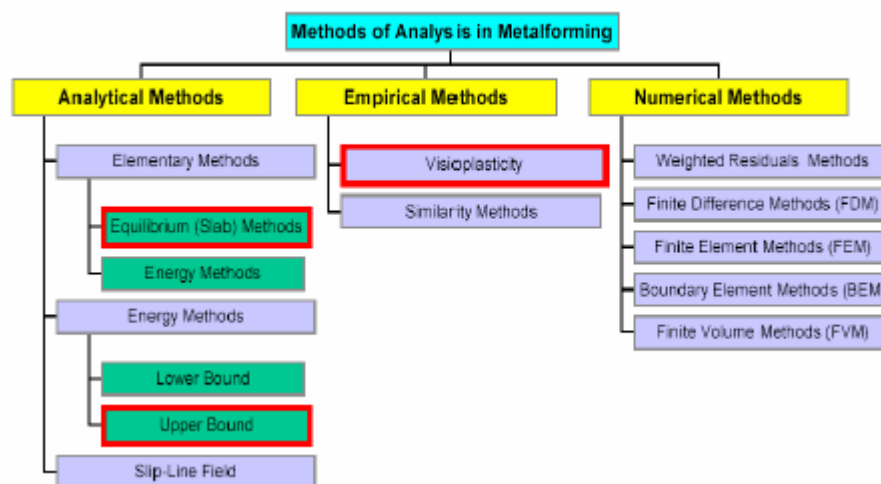 Methods of Analysis in Metalforming
Analytical Methods
Empirical Methods
Numerical Methods
Elementary Methods
Equilibrium (Slab) Methods
Energy Methods
Energy Methods
Lower Bound
Upper Bound
Slip-Line Field
Visioplasticity
Similarity Methods
Weighted Residuals Methods
Finite Difference Methods (FDM)
Finite Element Methods (FEM)
Boundary Element Methods (BEM
Finite Volume Methods (FVM)